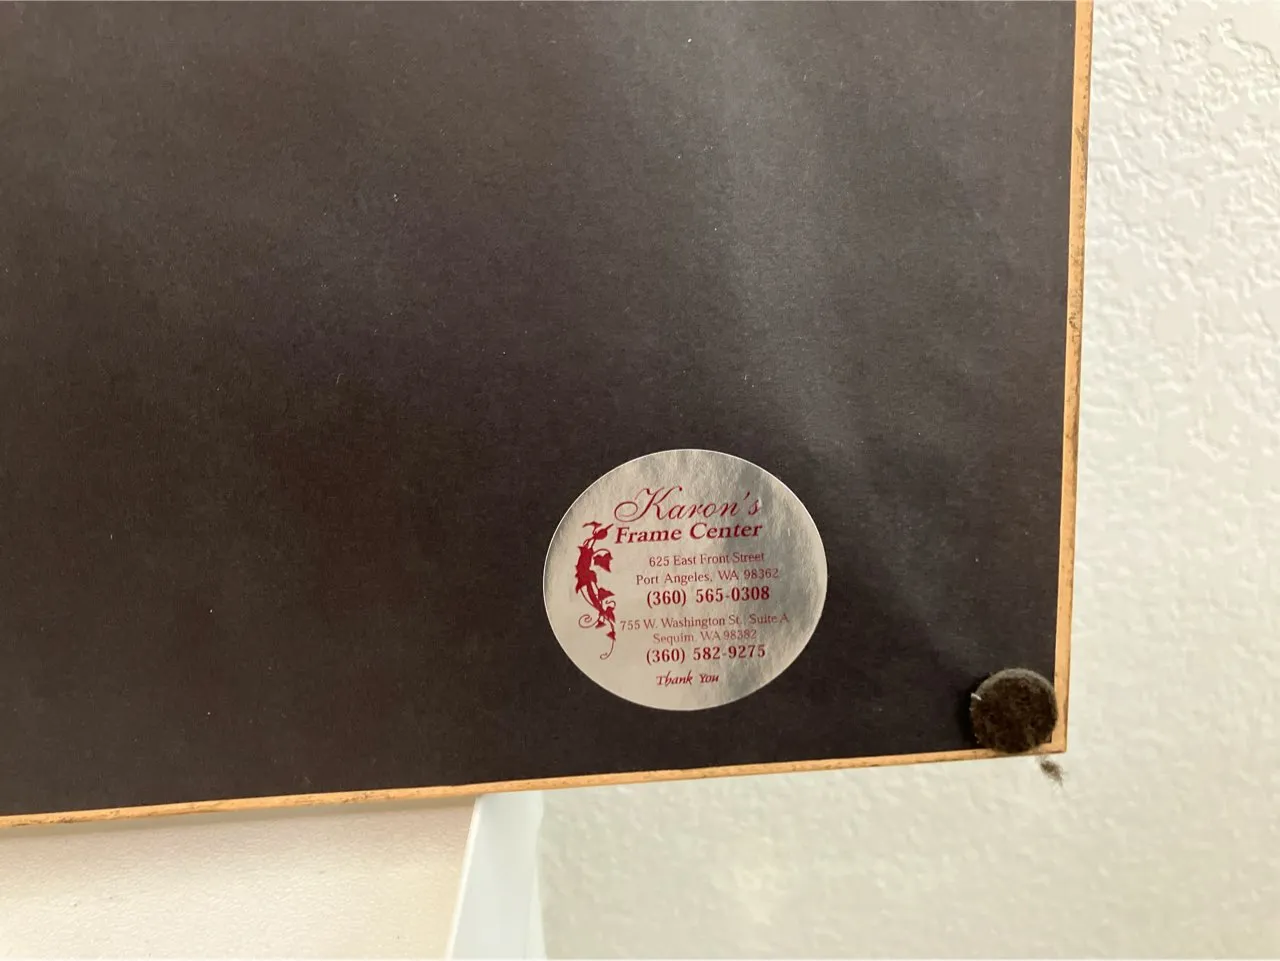 Karon's
Frame Center
625 East Front Street
Port Angeles, WA 98362
(360) 565-0308
755 W. Washington St., Suite A
Sequim, WA 98382
(360) 582-9275
Thank You